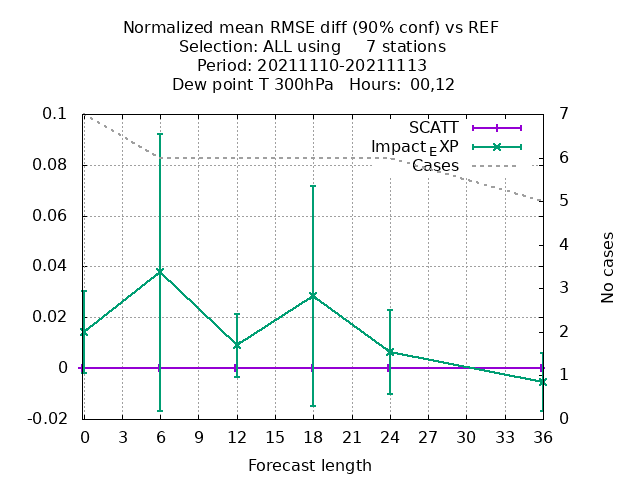 Normalized mean RMSE diff (90% conf) vs REF
Selection: ALL using     7 stations
Period: 20211110-20211113
Dew point T 300hPa   Hours:  00,12
0.1
0.08
0.06
0.04
0.02
0
-0.02
7
6
5
4
3
2
1
0
SCATT
Impact_EXP
Cases
No cases
0 3 6 9 12 15 18 21 24 27 30 33 36
Forecast length